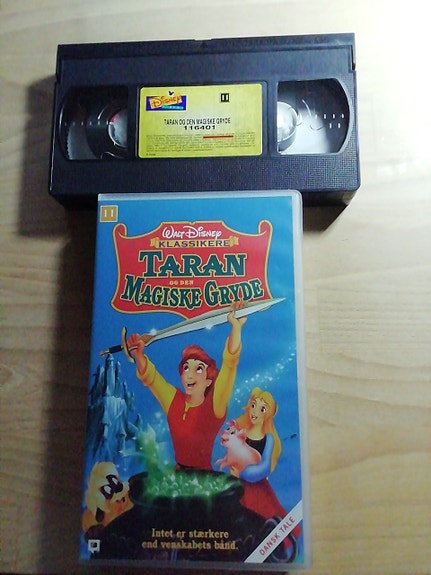 Disney
11
TARAN OG DEN MAGISKE GRYDE
116401
11
WALT DISNEY
KLASSIKERE
TARAN
OG DEN
MAGISKE GRYDE
Intet er stærkere
end venskabets bånd.
DANSK TALE